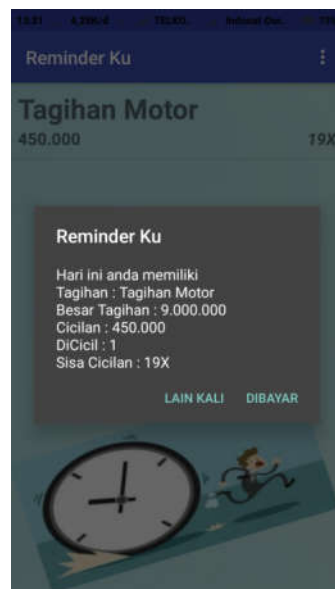 Reminder Ku
Tagihan Motor
450.000
19X
Reminder Ku
Hari ini anda memiliki
Tagihan : Tagihan Motor
Besar Tagihan : 9.000.000
Cicilan : 450.000
DiCicil : 1
Sisa Cicilan : 19X
LAIN KALI DIBAYAR